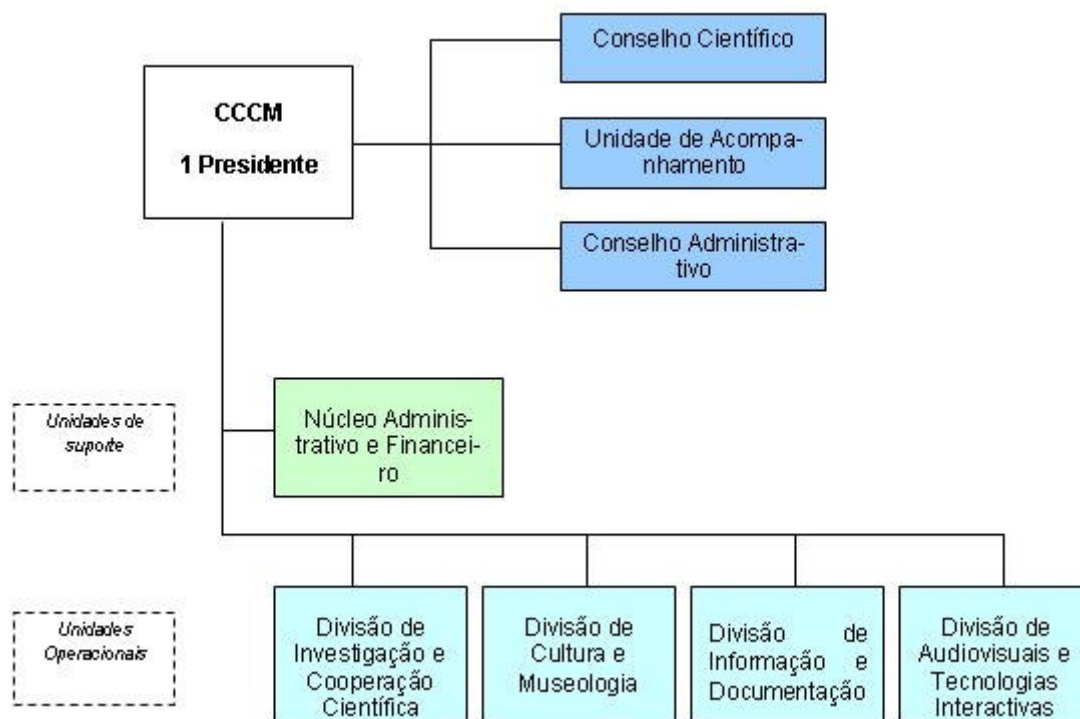 Conselho Científico
CCCM
1 Presidente
Unidade de Acompa-
nhamento
Conselho Administra-
tivo
Unidades de
suporte
Núcleo Adminis-
trativo e Financei-
ro
Unidades
Operacionais
Divisão de
Investigação e
Cooperação
Científica
Divisão de
Cultura e
Museologia
Divisão de
Informação e
Documentação
Divisão de
Audiovisuais e
Tecnologias
Interactivas